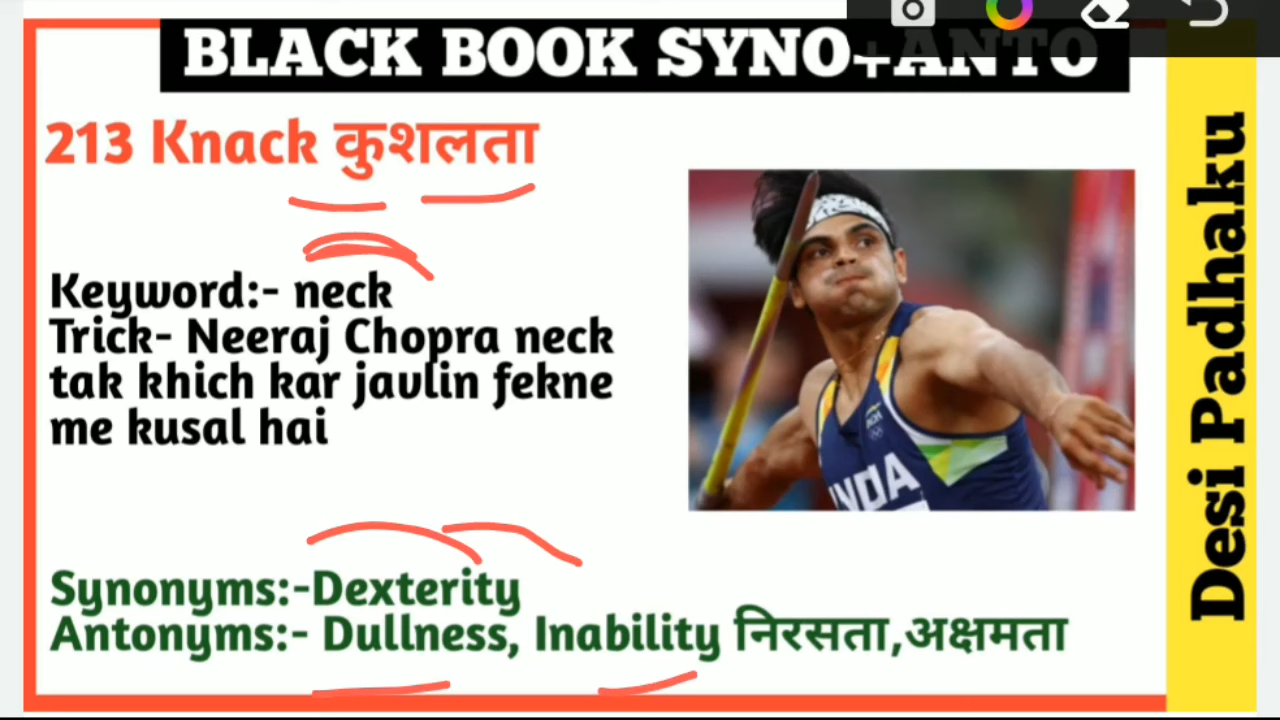 BLACK BOOK SYNO+ANTO
213 Knack कुशलता
Keyword:- neck
Trick- Neeraj Chopra neck
tak khich kar javlin fekne
me kusal hai
INDIA
Synonyms:-Dexterity
Antonyms:- Dullness, Inability निरसता,अक्षमता
Desi Padhaku